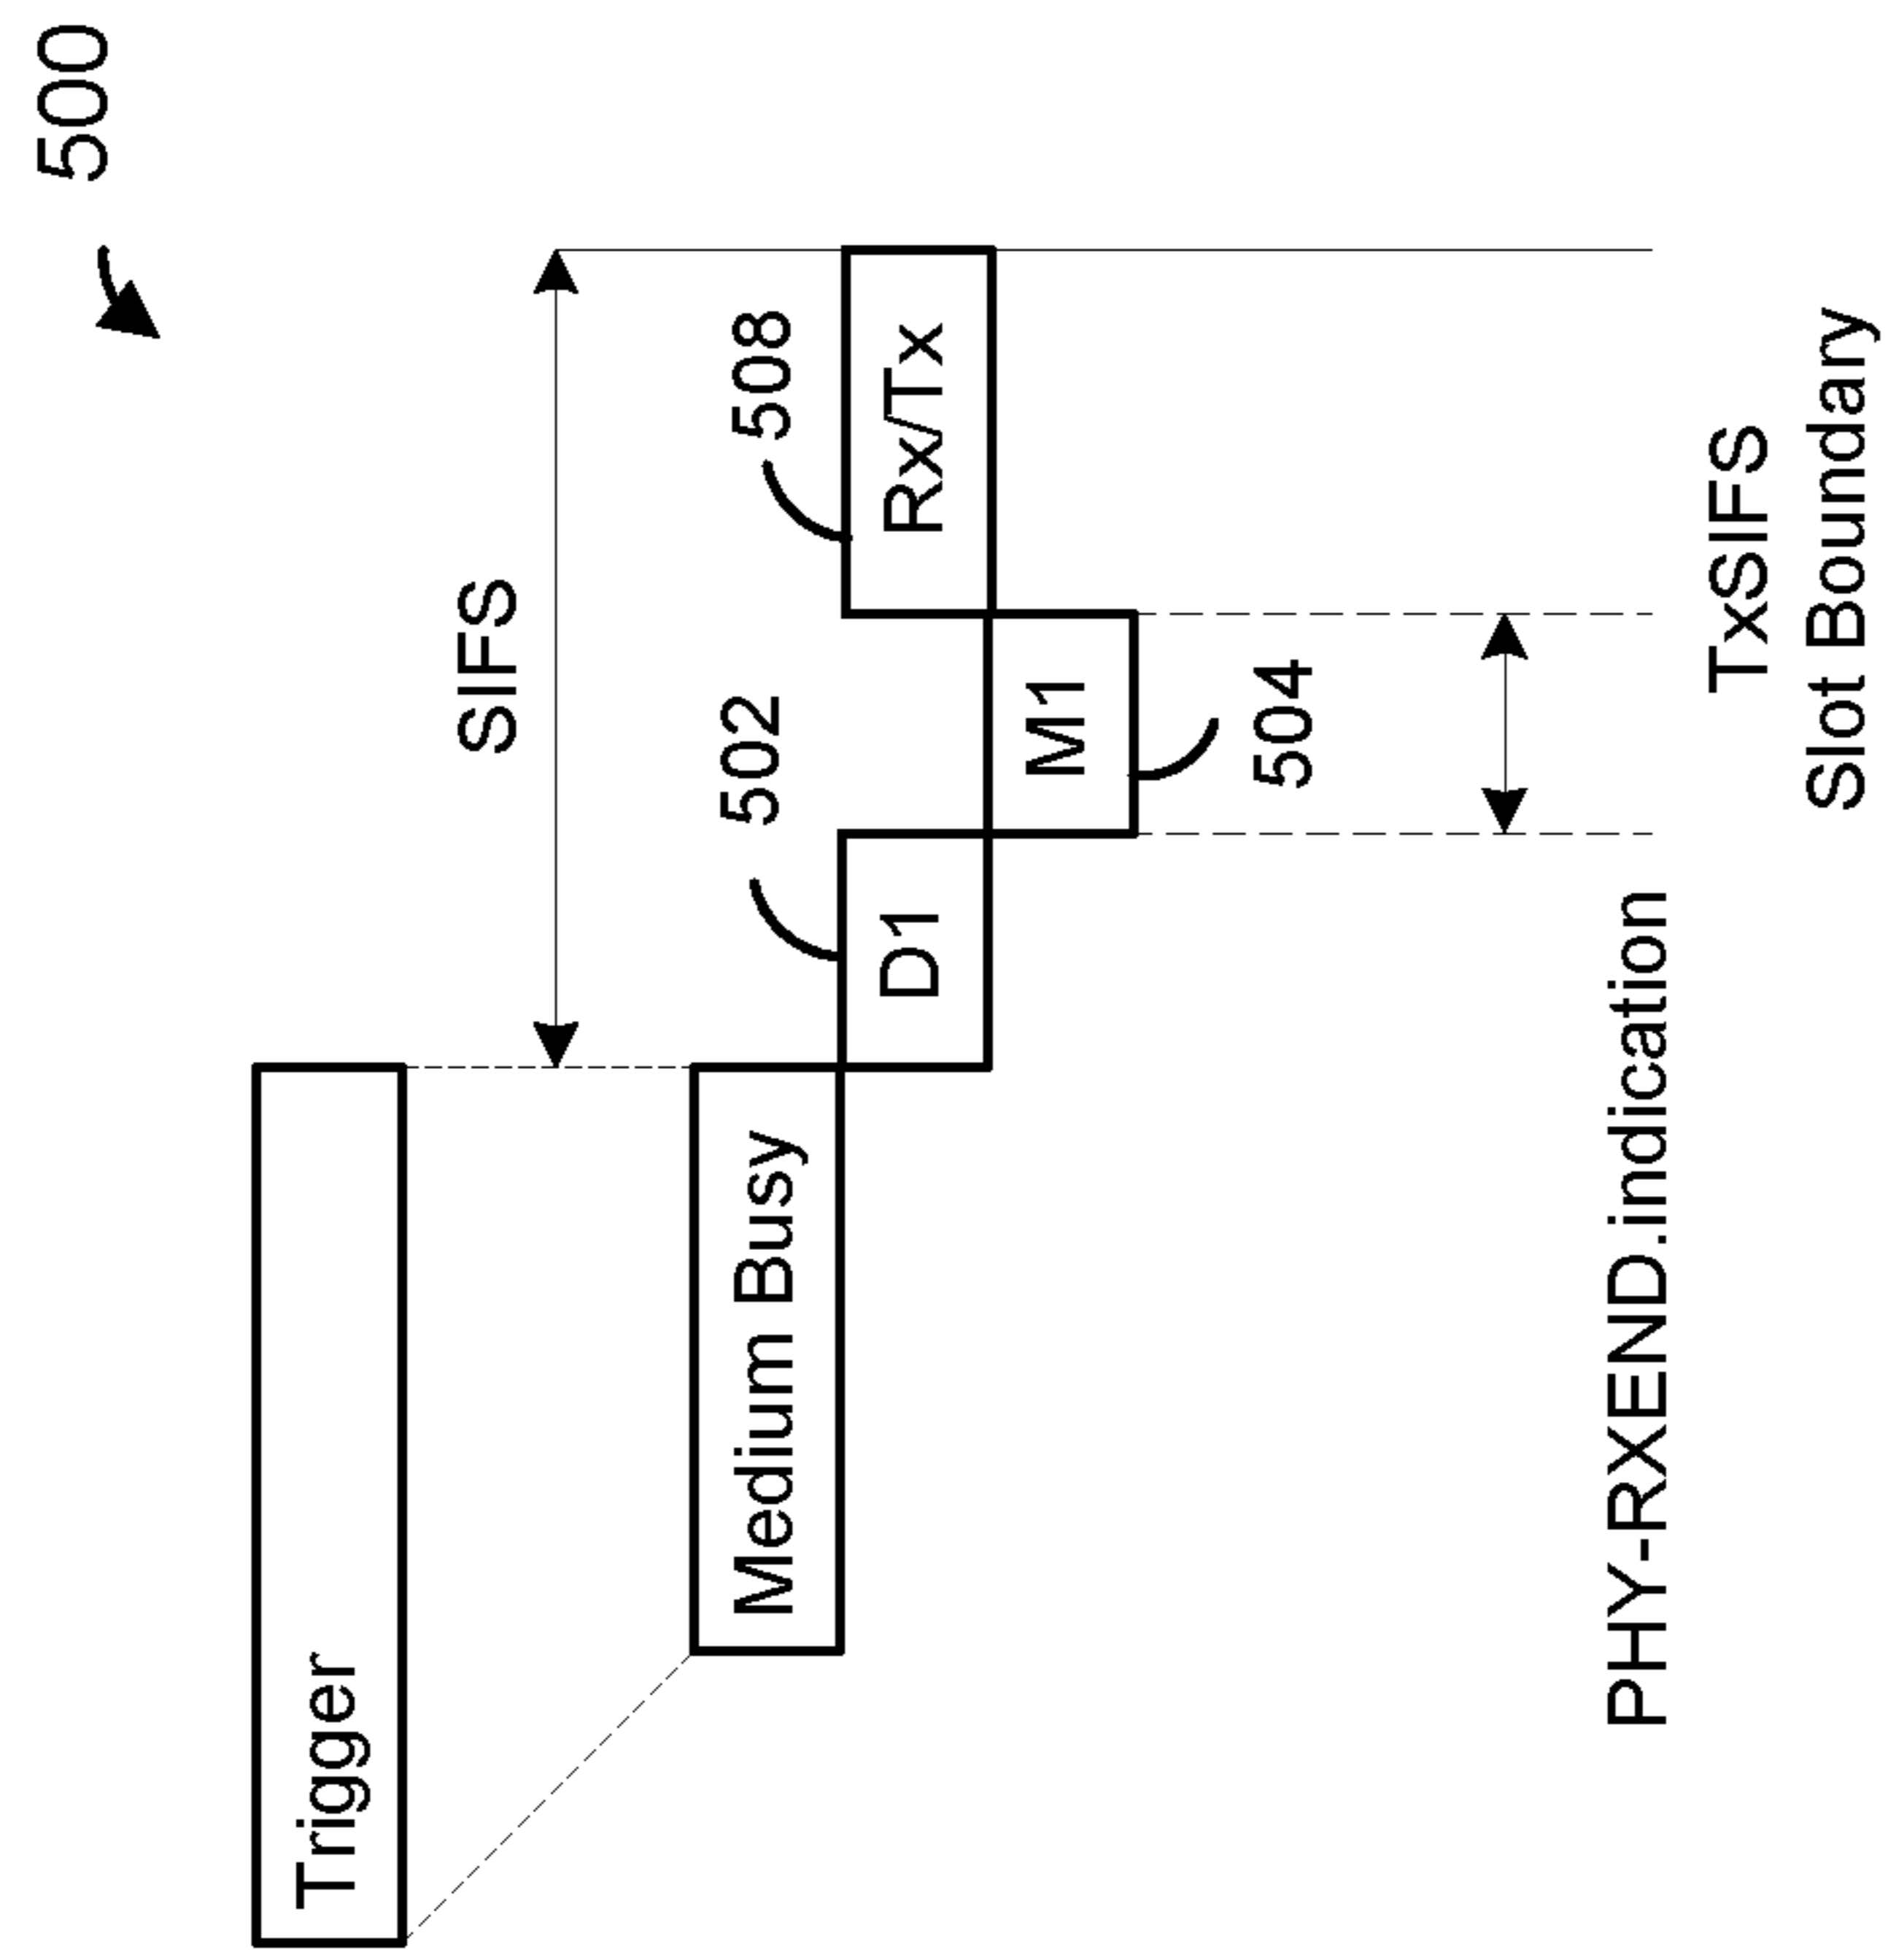 500
Trigger
SIFS
Medium Busy
502
508
D1
Rx/Tx
M1
504
PHY-RXEND.indication
TxSIFS
Slot Boundary